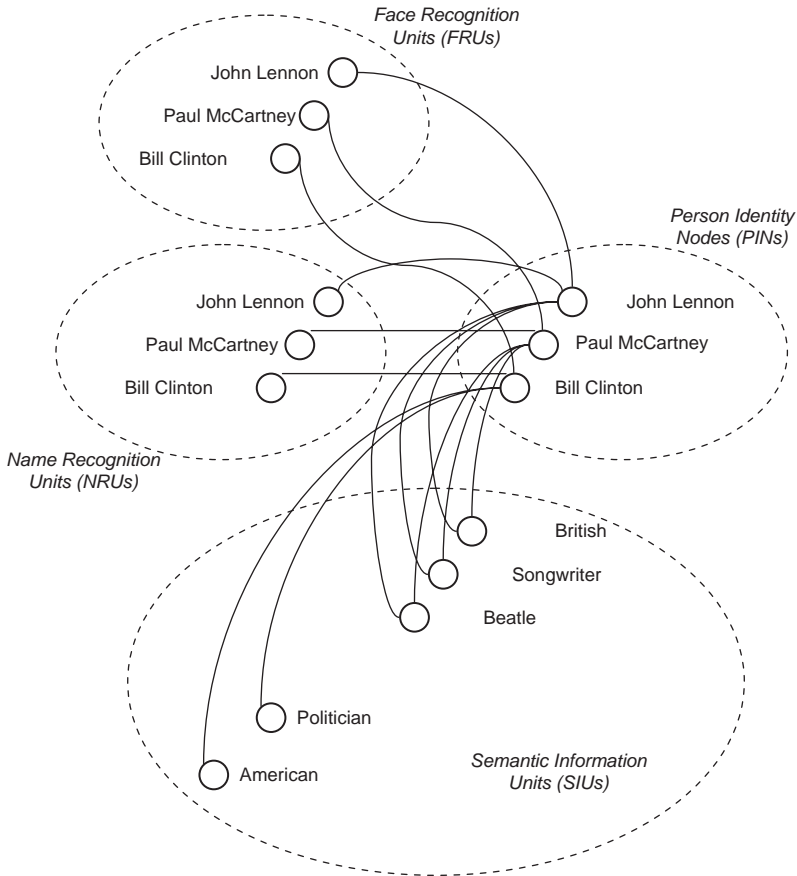 Face Recognition
Units (FRUs)
John Lennon
Paul McCartney
Bill Clinton
Person Identity
Nodes (PINs)
John Lennon
John Lennon
Paul McCartney
Paul McCartney
Bill Clinton
Bill Clinton
Name Recognition
Units (NRUs)
British
Songwriter
Beatle
Politician
American
Semantic Information
Units (SIUs)